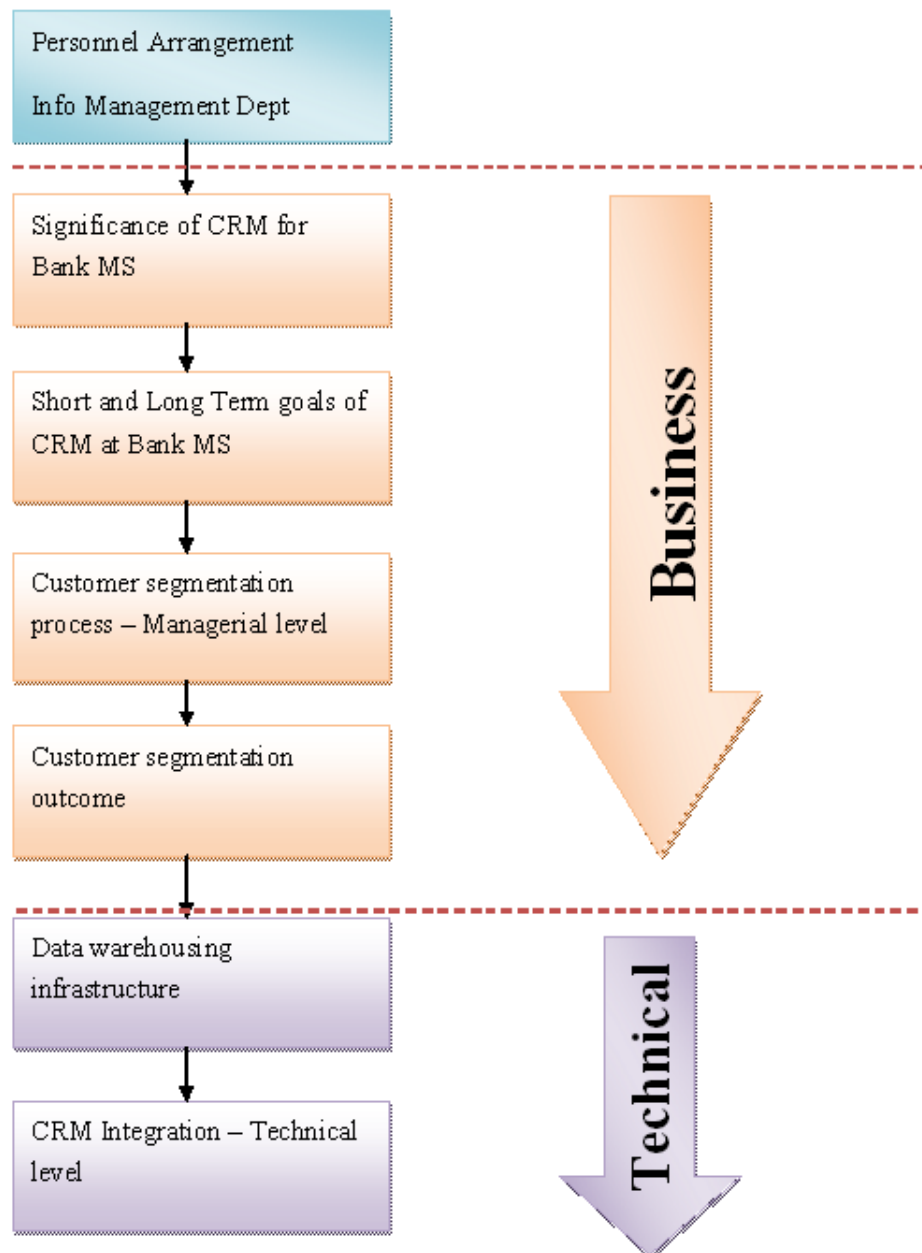 Personnel Arrangement
Info Management Dept
Significance of CRM for
Bank MS
Short and Long Term goals of
CRM at Bank MS
Customer segmentation
process – Managerial level
Customer segmentation
outcome
Business
Data warehousing
infrastructure
CRM Integration – Technical
level
Technical